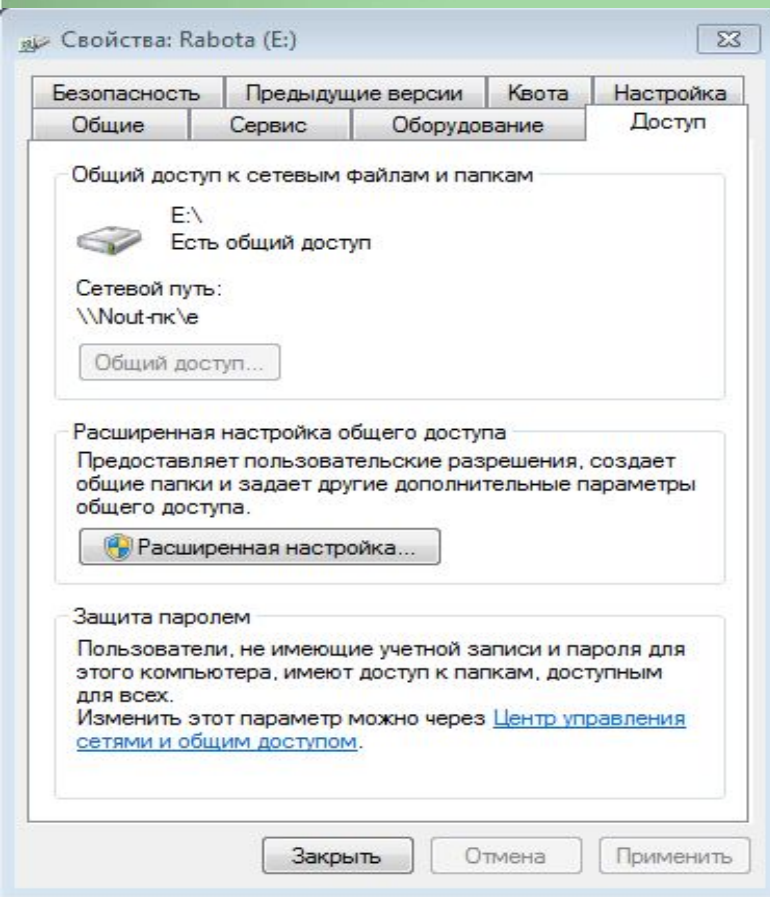 Свойства: Rabota (E:)
Безопасность Предыдущие версии Квота Настройка
Общие Сервис Оборудование Доступ
Общий доступ к сетевым файлам и папкам
E:\
Есть общий доступ
Сетевой путь:
\\Nout-пк\e
Общий доступ...
Расширенная настройка общего доступа
Предоставляет пользовательские разрешения, создает
общие папки и задает другие дополнительные параметры
общего доступа.
Расширенная настройка...
Защита паролем
Пользователи, не имеющие учетной записи и пароля для
этого компьютера, имеют доступ к папкам, доступным
для всех.
Изменить этот параметр можно через Центр управления
сетями и общим доступом.
Закрыть Отмена Применить